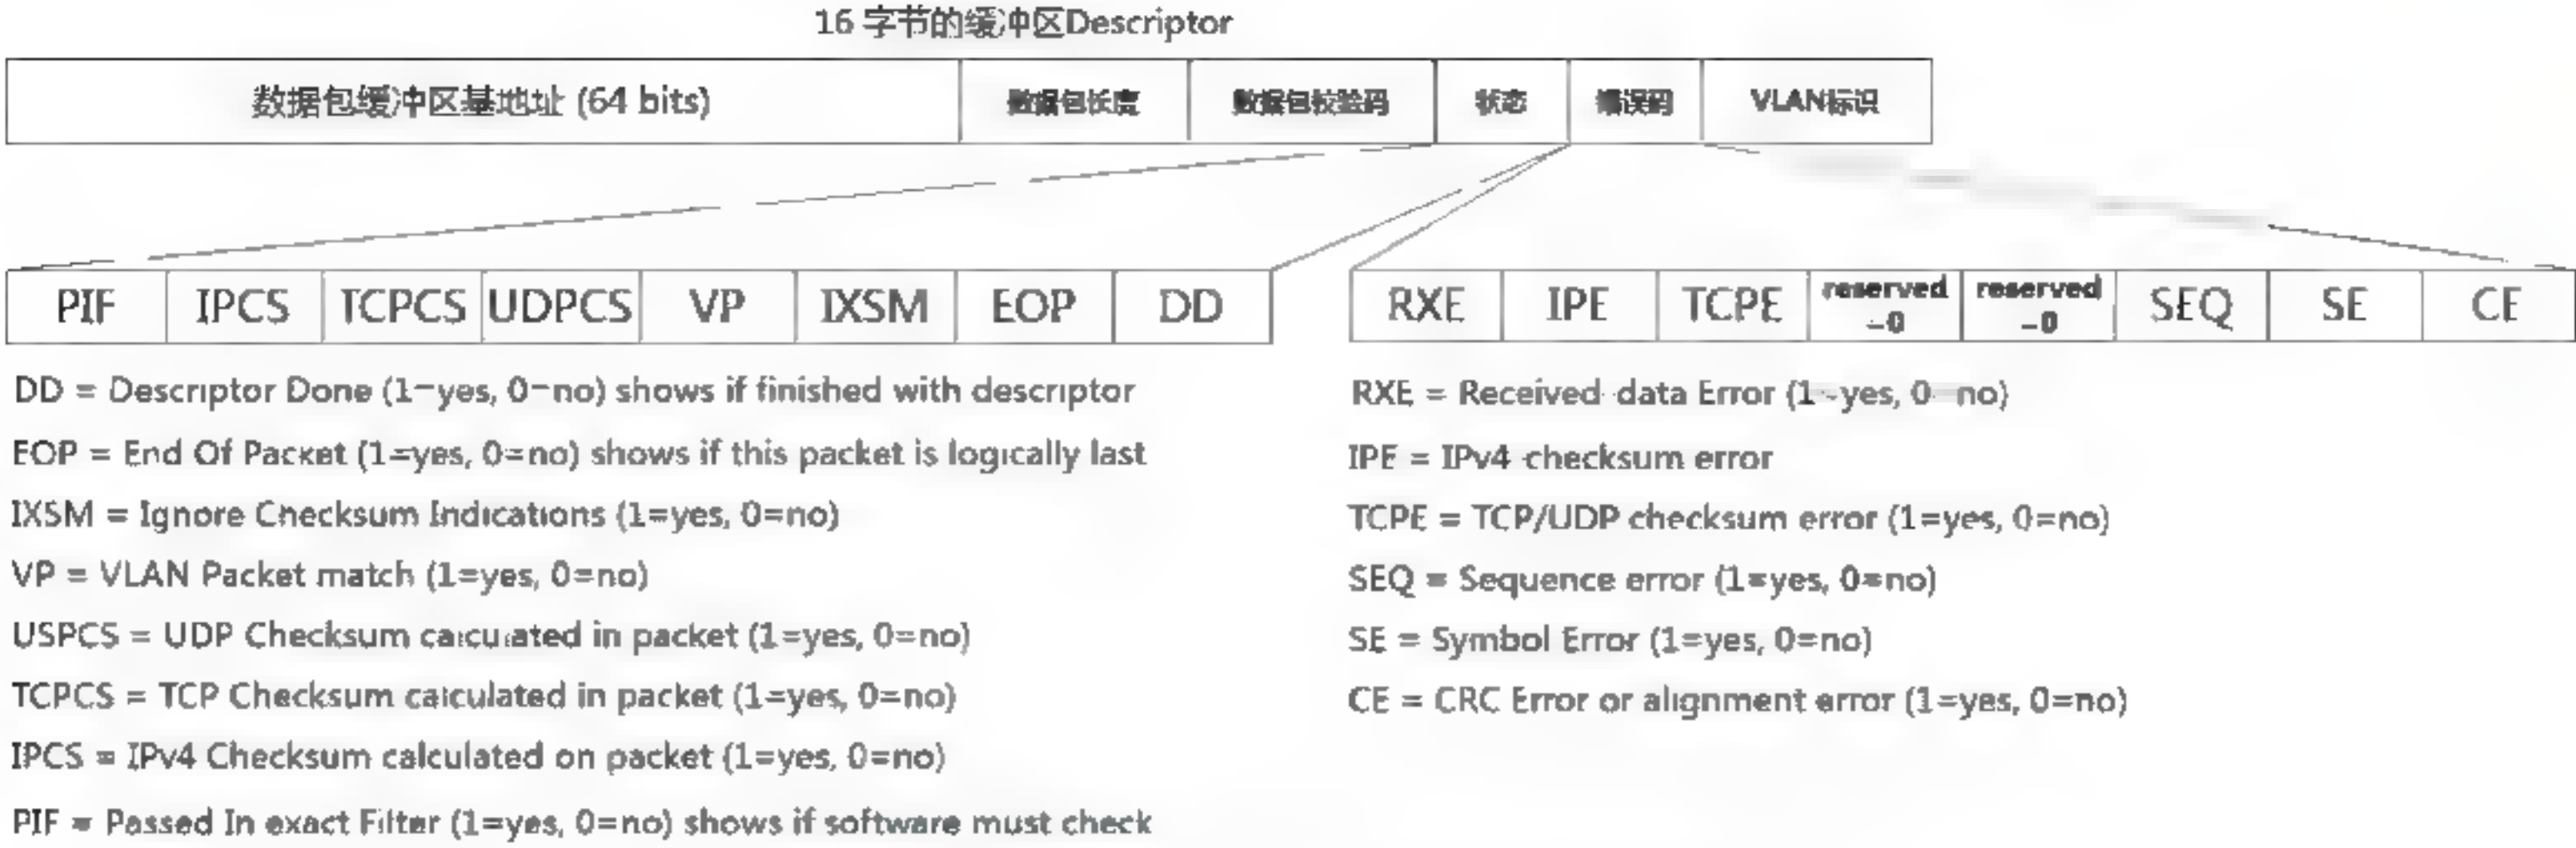 16 字节的缓冲区Descriptor
数据包缓冲区基地址 (64 bits) 数据包长度 数据包校验码 状态 错误码 VLAN标识
PIF IPCS TCPCS UDPCS VP IXSM EOP DD RXE IPE TCPE reserved =0 reserved =0 SEQ SE CE
DD = Descriptor Done (1=yes, 0=no) shows if finished with descriptor
EOP = End Of Packet (1=yes, 0=no) shows if this packet is logically last
IXSM = Ignore Checksum Indications (1=yes, 0=no)
VP = VLAN Packet match (1=yes, 0=no)
USPCS = UDP Checksum calculated in packet (1=yes, 0=no)
TCPCS = TCP Checksum calculated in packet (1=yes, 0=no)
IPCS = IPv4 Checksum calculated on packet (1=yes, 0=no)
PIF = Passed In exact Filter (1=yes, 0=no) shows if software must check
RXE = Received data Error (1=yes, 0=no)
IPE = IPv4 checksum error
TCPE = TCP/UDP checksum error (1=yes, 0=no)
SEQ = Sequence error (1=yes, 0=no)
SE = Symbol Error (1=yes, 0=no)
CE = CRC Error or alignment error (1=yes, 0=no)